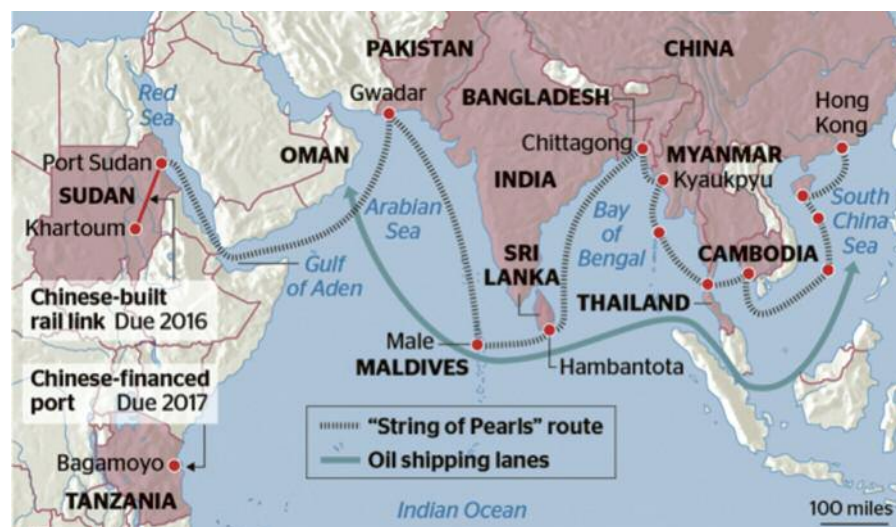 PAKISTAN
CHINA
Gwadar
BANGLADESH
Hong
Kong
Red
Sea
Chittagong
Port Sudan
OMAN
MYANMAR
SUDAN
INDIA
Kyaukpyu
Khartoum
Arabian
Sea
Bay
of
Bengal
South
China
Sea
SRI
LANKA
CAMBODIA
Gulf
of Aden
Chinese-built
rail link Due 2016
THAILAND
Male
MALDIVES
Hambantota
Chinese-financed
port Due 2017
"String of Pearls" route
Oil shipping lanes
Bagamoyo
TANZANIA
Indian Ocean
100 miles